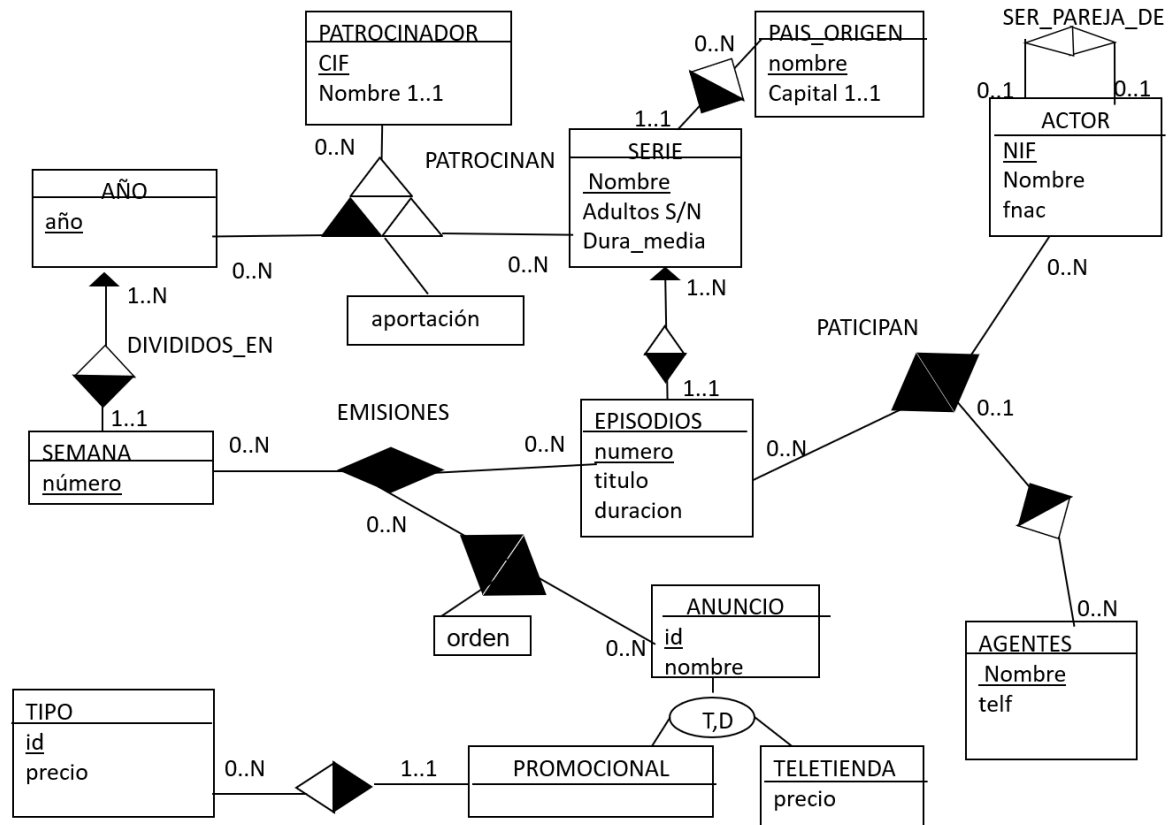 SER_PAREJA_DE
PATROCINADOR
CIF
Nombre 1..1
0..N
PAIS_ORIGEN
nombre
Capital 1..1
0..1
0..1
ACTOR
NIF
Nombre
fnac
0..N
PATROCINAN
1..1
SERIE
Nombre
Adultos S/N
Dura_media
AÑO
año
0..N
0..N
0..N
1..N
aportación
1..N
DIVIDIDOS_EN
PATICIPAN
1..1
EMISIONES
1..1
0..1
SEMANA
número
0..N
0..N
EPISODIOS
numero
titulo
duracion
0..N
0..N
orden
0..N
ANUNCIO
id
nombre
0..N
AGENTES
Nombre
telf
T,D
TIPO
id
precio
0..N
1..1
PROMOCIONAL
TELETIENDA
precio